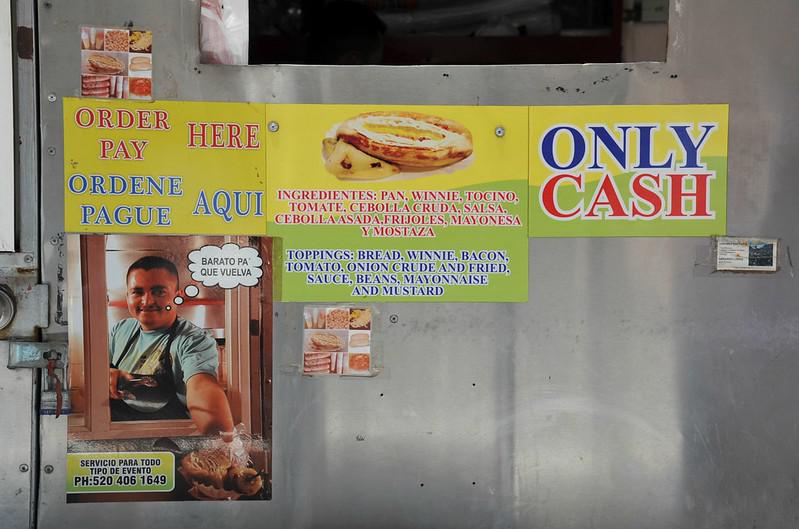 ORDER HERE
PAY
ORDENE AQUI
PAGUE
INGREDIENTES: PAN, WINNIE, TOCINO,
TOMATE, CEBOLLA CRUDA, SALSA,
CEBOLLA ASADA,FRIJOLES, MAYONESA
Y MOSTAZA
TOPPINGS: BREAD, WINNIE, BACON,
TOMATO, ONION CRUDE AND FRIED,
SAUCE, BEANS, MAYONNAISE
AND MUSTARD
ONLY
CASH
BARATO PA'
QUE VUELVA
SERVICIO PARA TODO
TIPO DE EVENTO
PH:520 406 1649